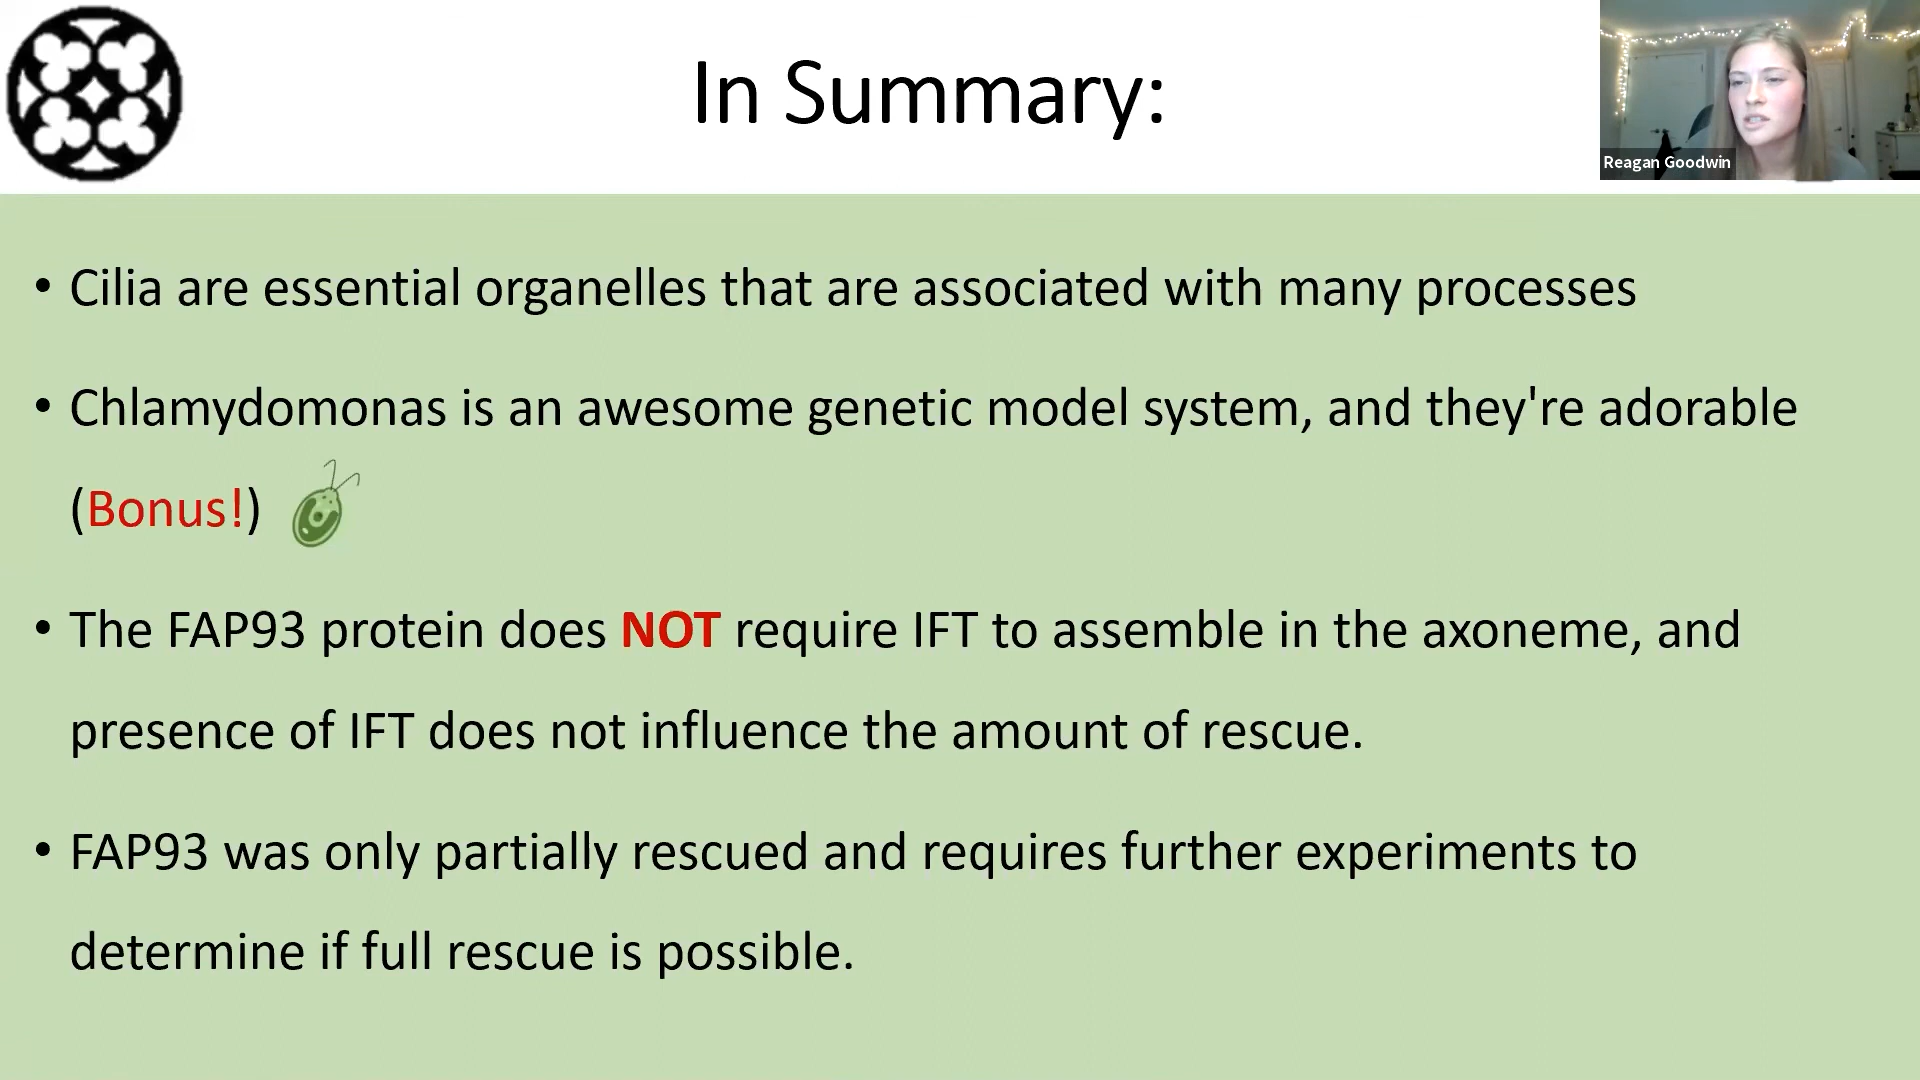 In Summary:
Reagan Goodwin
• Cilia are essential organelles that are associated with many processes
• Chlamydomonas is an awesome genetic model system, and they're adorable
(Bonus!)
• The FAP93 protein does NOT require IFT to assemble in the axoneme, and
presence of IFT does not influence the amount of rescue.
• FAP93 was only partially rescued and requires further experiments to
determine if full rescue is possible.